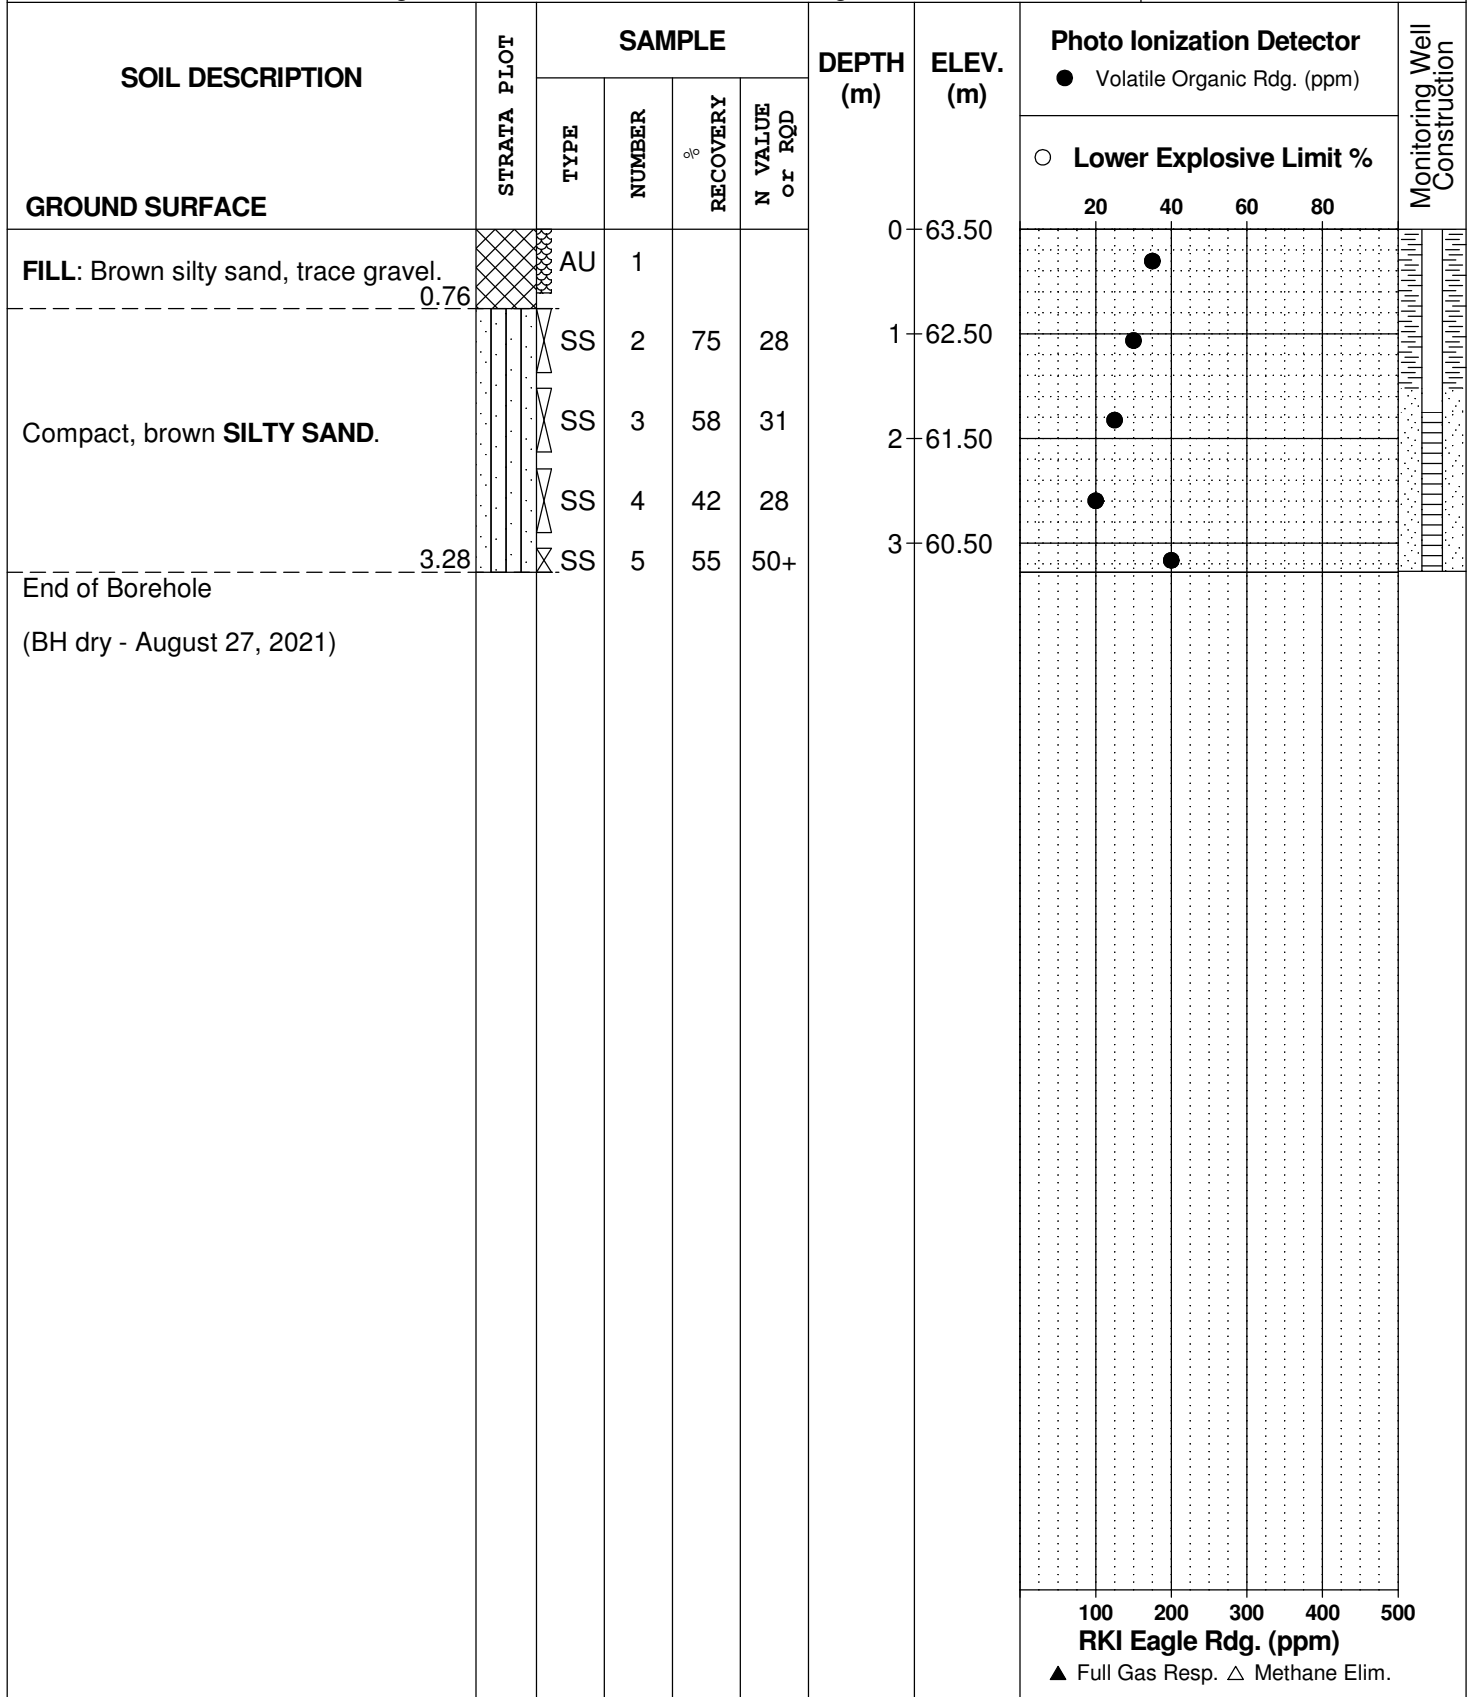 SOIL DESCRIPTION
GROUND SURFACE
STRATA PLOT
SAMPLE
TYPE
NUMBER
%
RECOVERY
N VALUE
or RQD
DEPTH
(m)
ELEV.
(m)
Photo Ionization Detector
● Volatile Organic Rdg. (ppm)
○ Lower Explosive Limit %
20 40 60 80
Monitoring Well
Construction
0 63.50
FILL: Brown silty sand, trace gravel.
0.76
AU 1
SS 2 75 28
1 62.50
Compact, brown SILTY SAND.
SS 3 58 31
2 61.50
SS 4 42 28
3 60.50
3.28
SS 5 55 50+
End of Borehole
(BH dry - August 27, 2021)
100 200 300 400 500
RKI Eagle Rdg. (ppm)
▲ Full Gas Resp. △ Methane Elim.